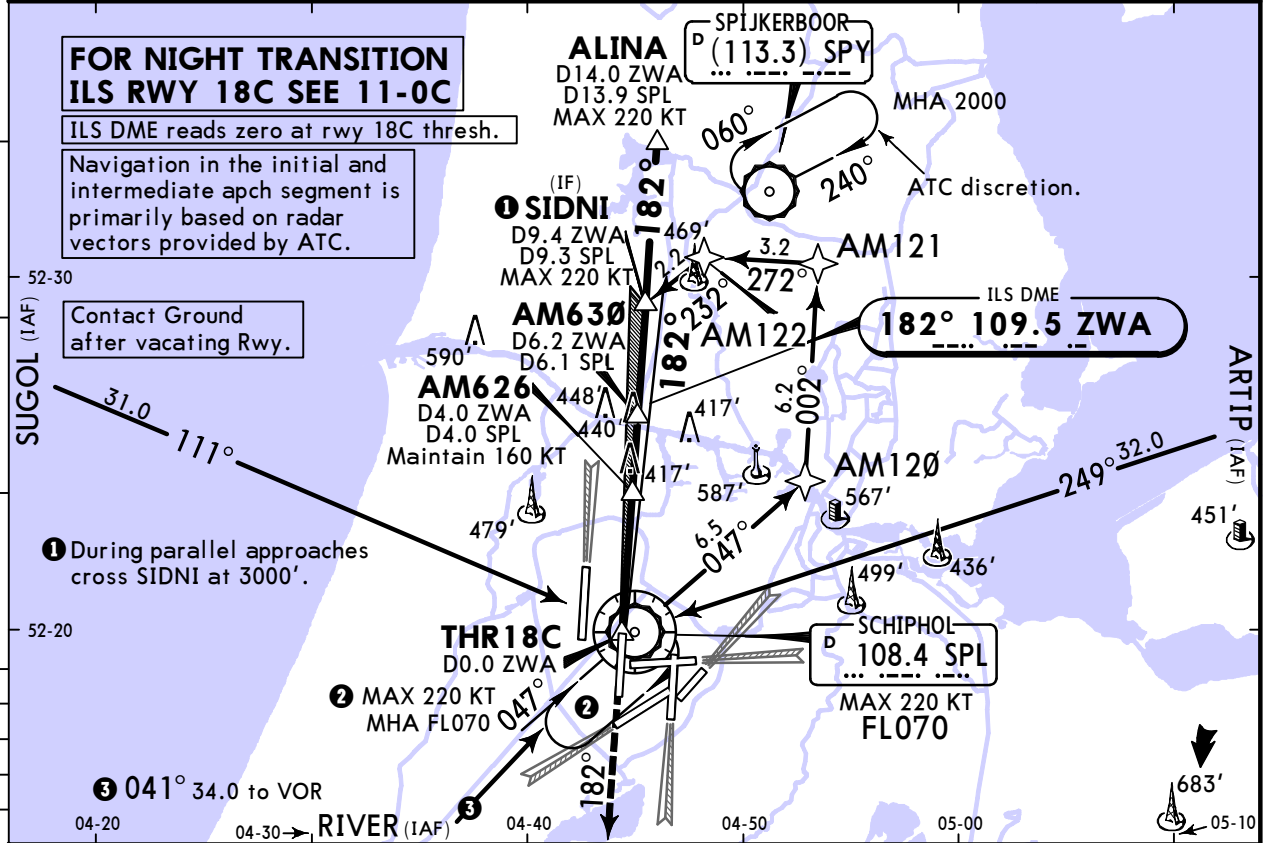 FOR NIGHT TRANSITION
ILS RWY 18C SEE 11-0C
ILS DME reads zero at rwy 18C thresh.
Navigation in the initial and
intermediate apch segment is
primarily based on radar
vectors provided by ATC.
Contact Ground
after vacating Rwy.
ALINA
D14.0 ZWA
D13.9 SPL
MAX 220 KT
SPIJKERBOOR
D (113.3) SPY
MHA 2000
060°
240°
ATC discretion.
182°
(IF)
❶ SIDNI
D9.4 ZWA
D9.3 SPL
MAX 220 KT
469'
2.2
232°
3.2
272°
AM121
AM122
ILS DME
182° 109.5 ZWA
52-30
SUGOL (IAF)
31.0
111°
590'
AM63Ø
D6.2 ZWA
D6.1 SPL
182°
448'
440'
417'
AM626
D4.0 ZWA
D4.0 SPL
Maintain 160 KT
417'
6.2
002°
ARTIP (IAF)
32.0
249°
AM12Ø
587'
567'
451'
479'
6.5
047°
499'
436'
❶ During parallel approaches
cross SIDNI at 3000'.
52-20
THR18C
D0.0 ZWA
SCHIPHOL
D 108.4 SPL
MAX 220 KT
FL070
❷ MAX 220 KT
MHA FL070
047°
❷
182°
❸ 041° 34.0 to VOR
❸
RIVER (IAF)
683'
04-20
04-30
04-40
04-50
05-00
05-10